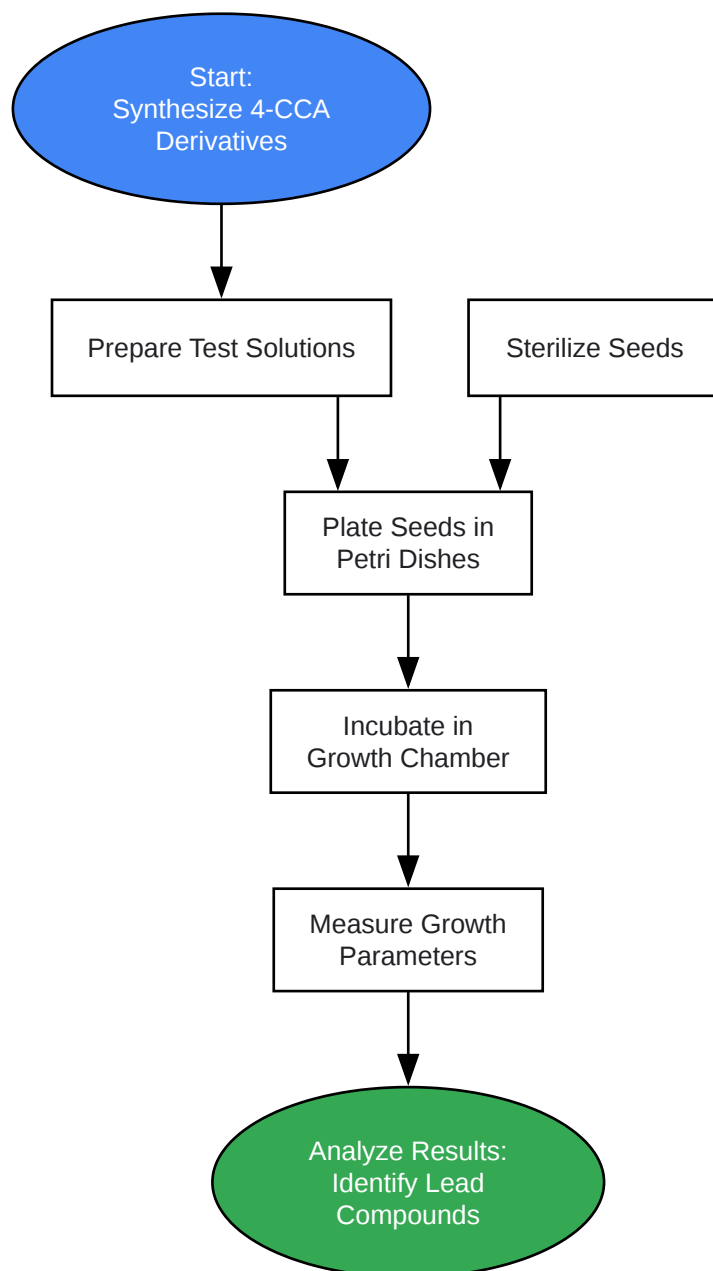 Start:
Synthesize 4-CCA
Derivatives
Prepare Test Solutions
Sterilize Seeds
Plate Seeds in
Petri Dishes
Incubate in
Growth Chamber
Measure Growth
Parameters
Analyze Results:
Identify Lead
Compounds